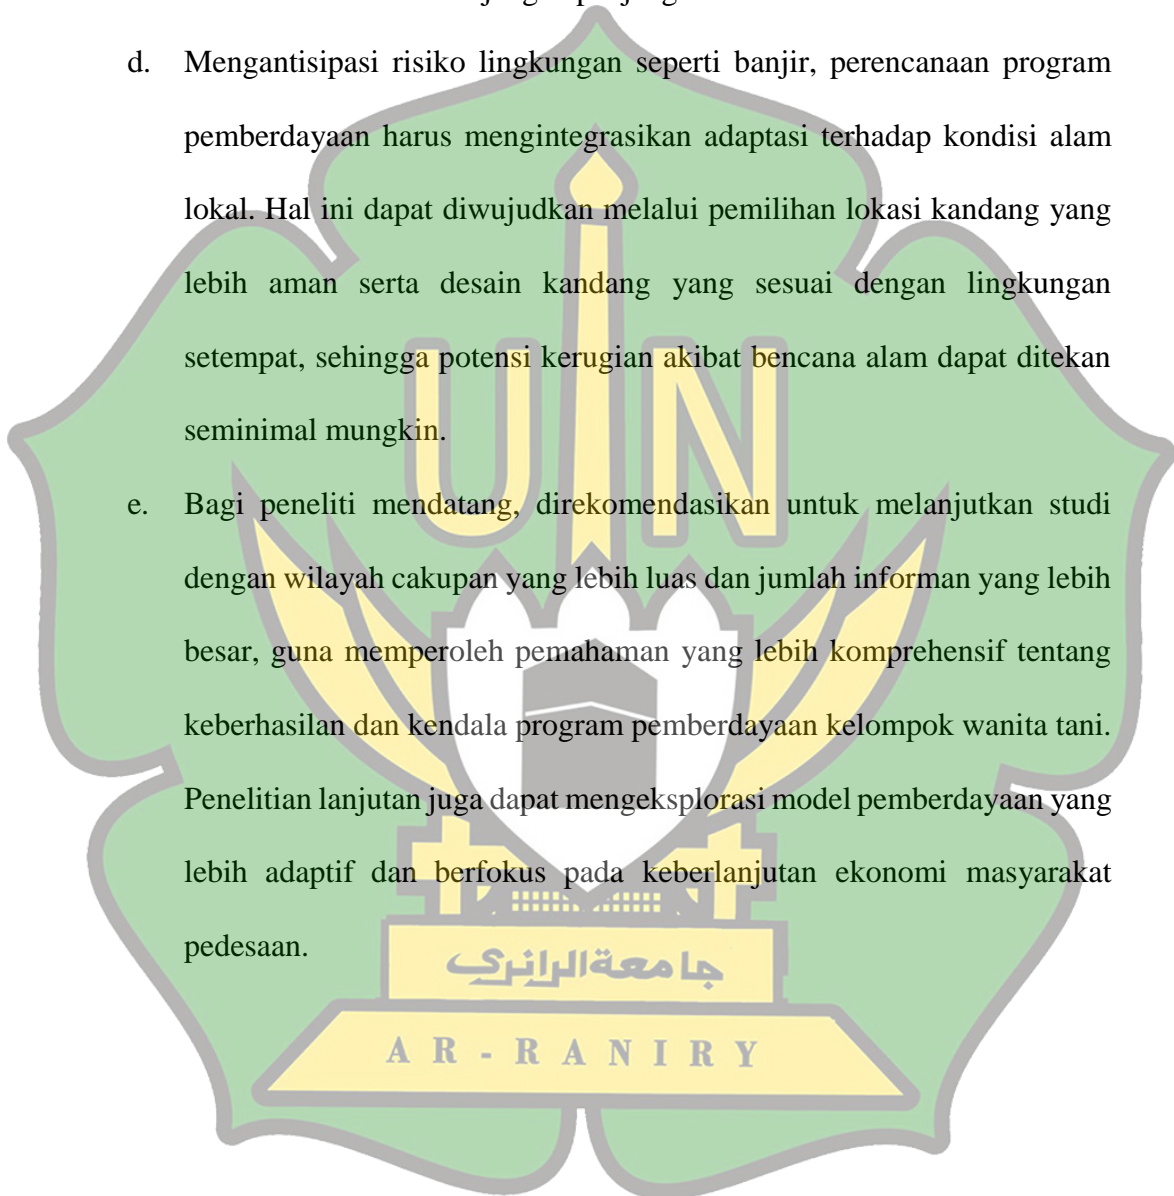 d. Mengantisipasi risiko lingkungan seperti banjir, perencanaan program
pemberdayaan harus mengintegrasikan adaptasi terhadap kondisi alam
lokal. Hal ini dapat diwujudkan melalui pemilihan lokasi kandang yang
lebih aman serta desain kandang yang sesuai dengan lingkungan
setempat, sehingga potensi kerugian akibat bencana alam dapat ditekan
seminimal mungkin.
UIN
e. Bagi peneliti mendatang, direkomendasikan untuk melanjutkan studi
dengan wilayah cakupan yang lebih luas dan jumlah informan yang lebih
besar, guna memperoleh pemahaman yang lebih komprehensif tentang
keberhasilan dan kendala program pemberdayaan kelompok wanita tani.
Penelitian lanjutan juga dapat mengeksplorasi model pemberdayaan yang
lebih adaptif dan berfokus pada keberlanjutan ekonomi masyarakat
pedesaan.
جامعة الرانري
AR-RANIRY